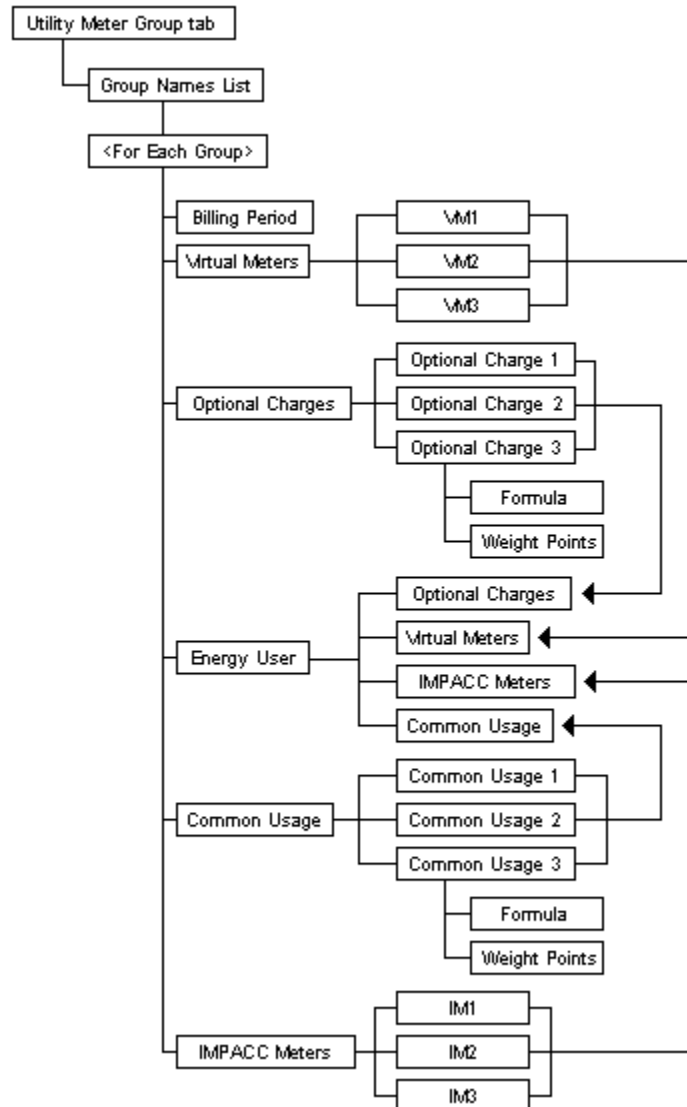 Utility Meter Group tab
Group Names List
<For Each Group>
Billing Period
Virtual Meters
VM1
VM2
VM3
Optional Charges
Optional Charge 1
Optional Charge 2
Optional Charge 3
Formula
Weight Points
Energy User
Optional Charges
Virtual Meters
IMPACC Meters
Common Usage
Common Usage
Common Usage 1
Common Usage 2
Common Usage 3
Formula
Weight Points
IMPACC Meters
IM1
IM2
IM3